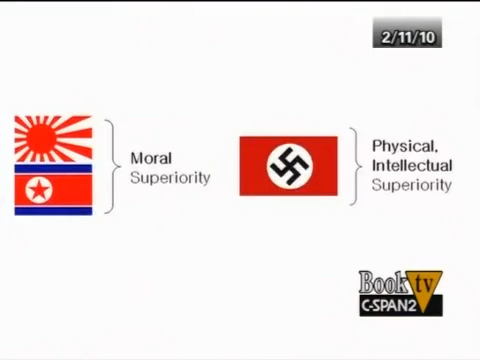 2/11/10
Moral
Superiority
Physical,
Intellectual
Superiority
Book tv
C-SPAN2